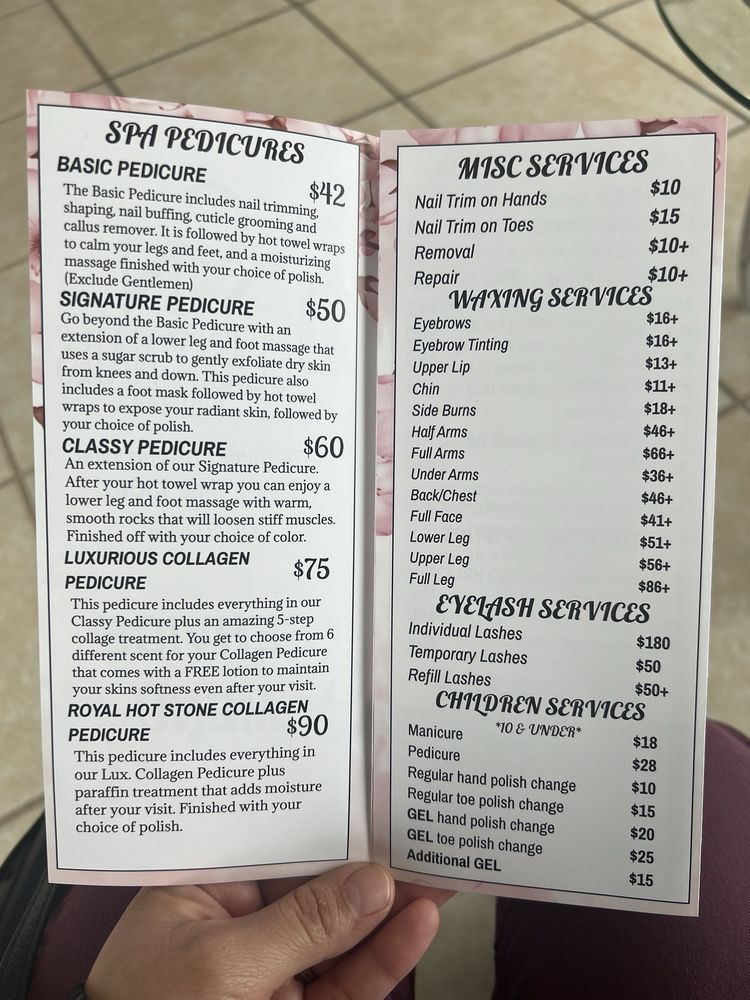 SPA PEDICURES
BASIC PEDICURE $42
The Basic Pedicure includes nail trimming,
shaping, nail buffing, cuticle grooming and
callus remover. It is followed by hot towel wraps
to calm your legs and feet, and a moisturizing
massage finished with your choice of polish.
(Exclude Gentlemen)
SIGNATURE PEDICURE $50
Go beyond the Basic Pedicure with an
extension of a lower leg and foot massage that
uses a sugar scrub to gently exfoliate dry skin
from knees and down. This pedicure also
includes a foot mask followed by hot towel
wraps to expose your radiant skin, followed by
your choice of polish.
CLASSY PEDICURE $60
An extension of our Signature Pedicure.
After your hot towel wrap you can enjoy a
lower leg and foot massage with warm,
smooth rocks that will loosen stiff muscles.
Finished off with your choice of color.
LUXURIOUS COLLAGEN
PEDICURE $75
This pedicure includes everything in our
Classy Pedicure plus an amazing 5-step
collage treatment. You get to choose from 6
different scent for your Collagen Pedicure
that comes with a FREE lotion to maintain
your skins softness even after your visit.
ROYAL HOT STONE COLLAGEN
PEDICURE $90
This pedicure includes everything in
our Lux. Collagen Pedicure plus
paraffin treatment that adds moisture
after your visit. Finished with your
choice of polish.
MISC SERVICES
Nail Trim on Hands $10
Nail Trim on Toes $15
Removal $10+
Repair $10+
WAXING SERVICES
Eyebrows $16+
Eyebrow Tinting $16+
Upper Lip $13+
Chin $11+
Side Burns $18+
Half Arms $46+
Full Arms $66+
Under Arms $36+
Back/Chest $46+
Full Face $41+
Lower Leg $51+
Upper Leg $56+
Full Leg $86+
EYELASH SERVICES
Individual Lashes $180
Temporary Lashes $50
Refill Lashes $50+
CHILDREN SERVICES
*10 & UNDER*
Manicure $18
Pedicure $28
Regular hand polish change $10
Regular toe polish change $15
GEL hand polish change $20
GEL toe polish change $25
Additional GEL $15